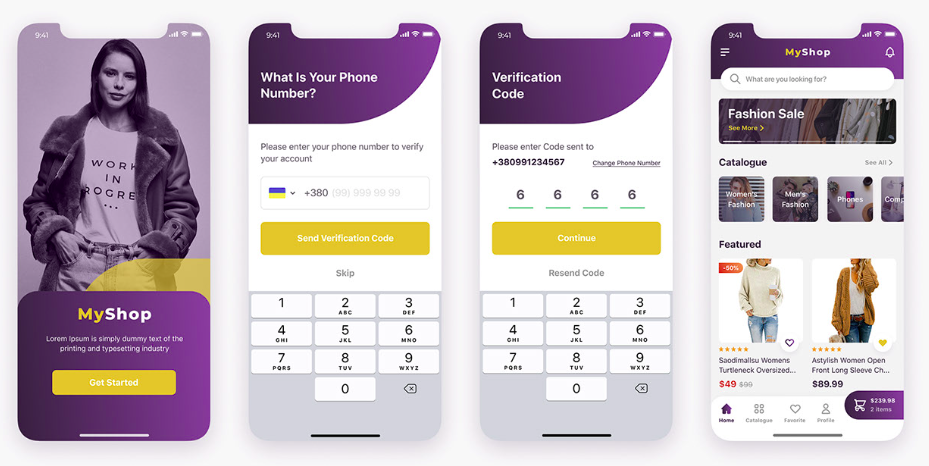 9:41
WORK
IN
PROGRE
...
MyShop
Lorem Ipsum is simply dummy text of the
printing and typesetting industry
Get Started
9:41
What Is Your Phone
Number?
Please enter your phone number to verify
your account
+380 (99) 999 99 99
Send Verification Code
Skip
1
2
ABC
3
DEF
4
GHI
5
JKL
6
MNO
7
PQRS
8
TUV
9
WXYZ
0
9:41
Verification
Code
Please enter Code sent to
+380991234567 Change Phone Number
6 6 6 6
Continue
Resend Code
1
2
ABC
3
DEF
4
GHI
5
JKL
6
MNO
7
PQRS
8
TUV
9
WXYZ
0
9:41
MyShop
What are you looking for?
Fashion Sale
See More >
Catalogue See All >
Women's
Fashion
Men's
Fashion
Phones
Comp
Featured
-50%
Saodimallsu Womens
Turtleneck Oversized...
$49 $99
Astylish Women Open
Front Long Sleeve Ch...
$89.99
$239.98
2 items
Home Catalogue Favorite Profile